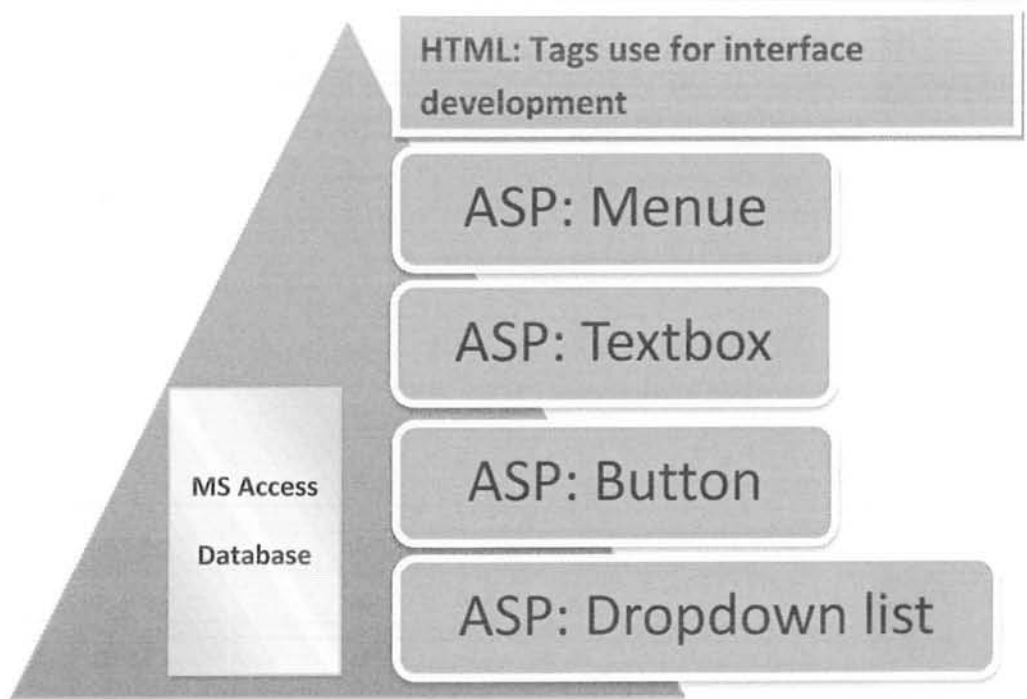 HTML: Tags use for interface
development
ASP: Menue
ASP: Textbox
ASP: Button
ASP: Dropdown list
MS Access
Database